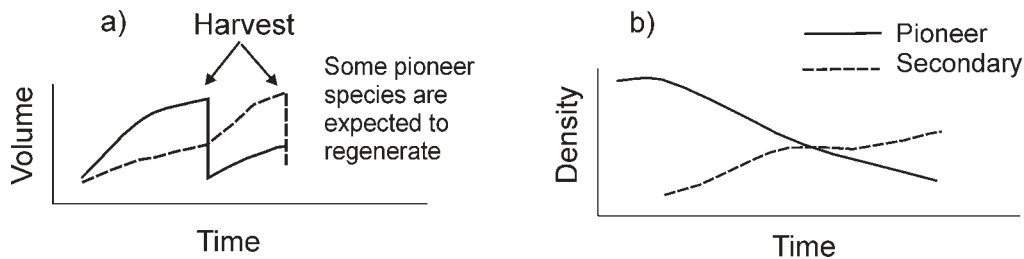 a)
Harvest
Some pioneer
species are
expected to
regenerate
Volume
Time
b)
Pioneer
Secondary
Density
Time